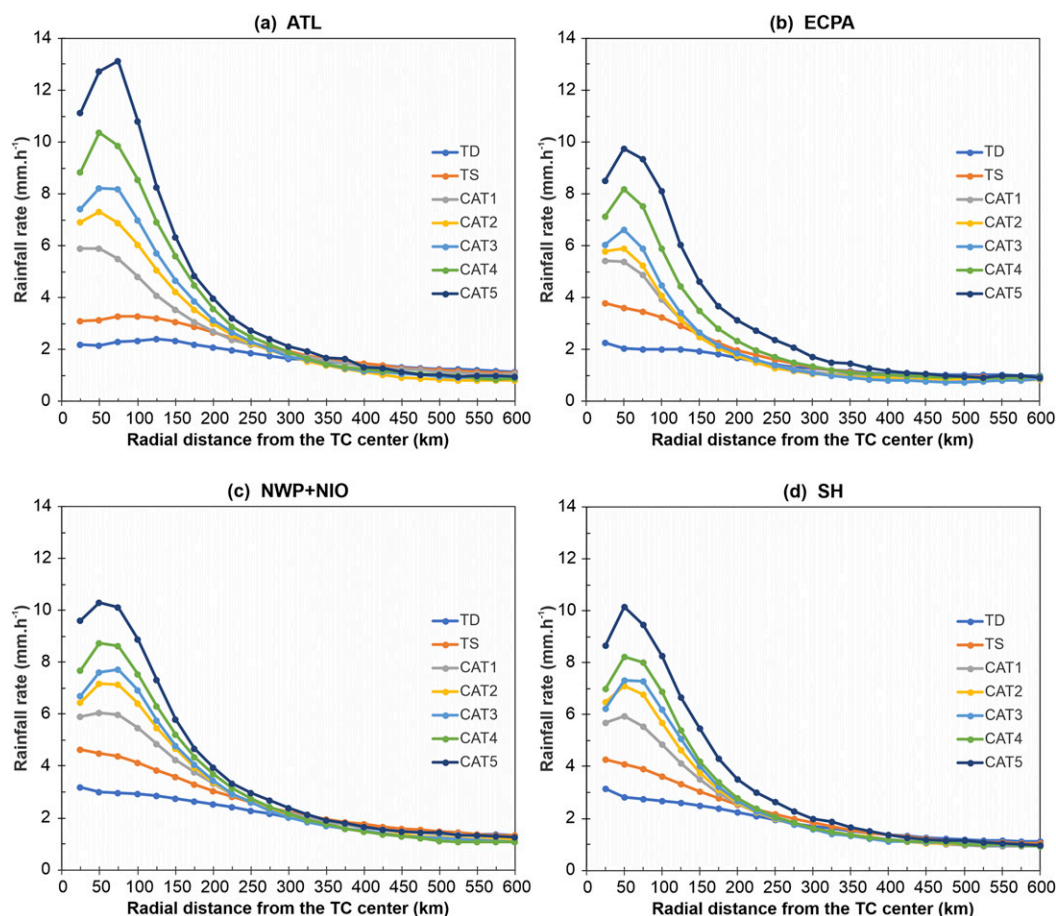 (a) ATL
14
12
10
8
6
4
2
0
Rainfall rate (mm.h-1)
TD
TS
CAT1
CAT2
CAT3
CAT4
CAT5
0 50 100 150 200 250 300 350 400 450 500 550 600
Radial distance from the TC center (km)
(b) ECPA
14
12
10
8
6
4
2
0
Rainfall rate (mm.h-1)
TD
TS
CAT1
CAT2
CAT3
CAT4
CAT5
0 50 100 150 200 250 300 350 400 450 500 550 600
Radial distance from the TC center (km)
(c) NWP+NIO
14
12
10
8
6
4
2
0
Rainfall rate (mm.h-1)
TD
TS
CAT1
CAT2
CAT3
CAT4
CAT5
0 50 100 150 200 250 300 350 400 450 500 550 600
Radial distance from the TC center (km)
(d) SH
14
12
10
8
6
4
2
0
Rainfall rate (mm.h-1)
TD
TS
CAT1
CAT2
CAT3
CAT4
CAT5
0 50 100 150 200 250 300 350 400 450 500 550 600
Radial distance from the TC center (km)